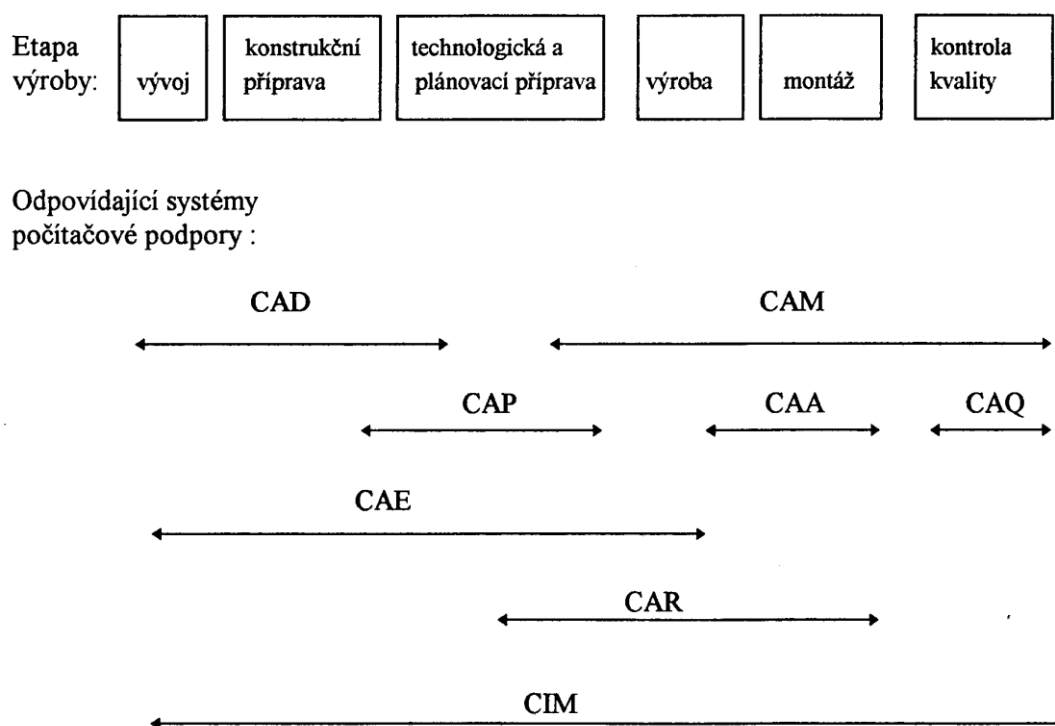 Etapa
výroby:
vývoj
konstrukční
příprava
technologická a
plánovací příprava
výroba
montáž
kontrola
kvality
Odpovídající systémy
počítačové podpory :
CAD
CAM
CAP
CAA
CAQ
CAE
CAR
CIM